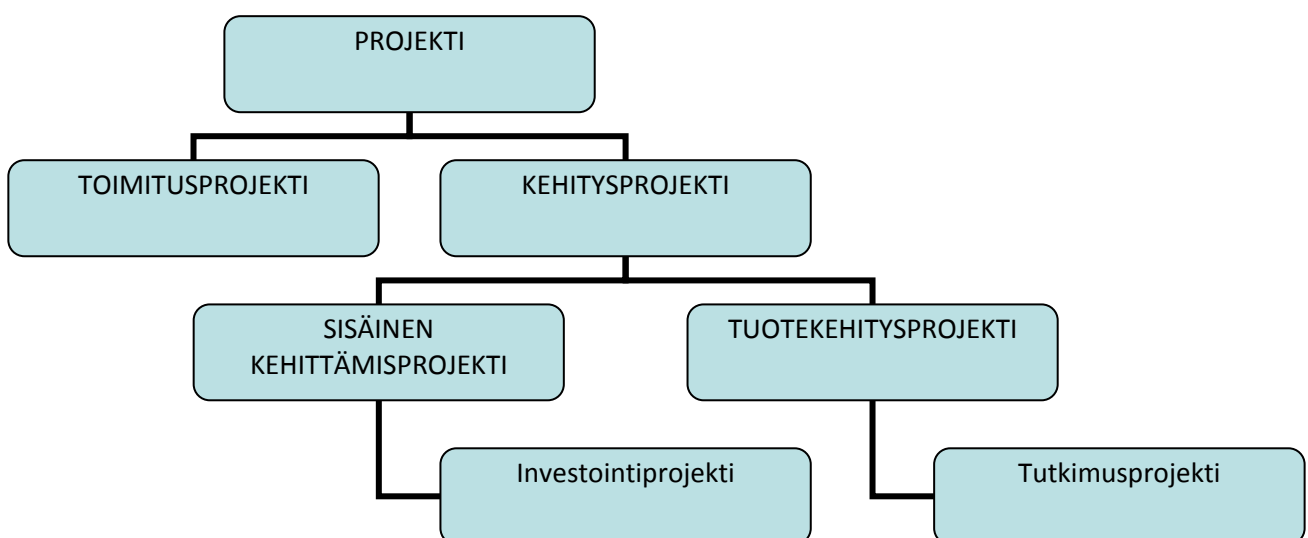 PROJEKTI
TOIMITUSPROJEKTI
KEHITYSPROJEKTI
SISÄINEN
KEHITTÄMISPROJEKTI
TUOTEKEHITYSPROJEKTI
Investointiprojekti
Tutkimusprojekti